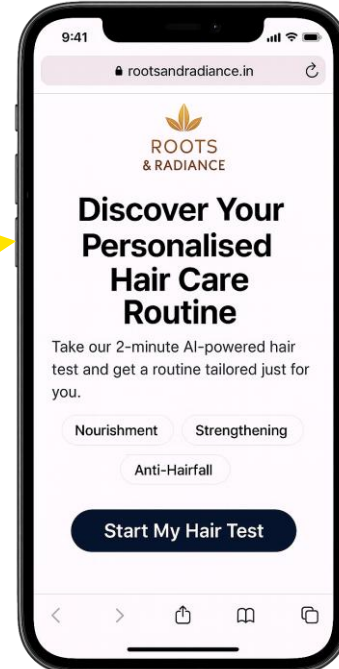 9:41
rootsandradiance.in
ROOTS
& RADIANCE
Discover Your
Personalised
Hair Care
Routine
Take our 2-minute AI-powered hair
test and get a routine tailored just for
you.
Nourishment Strengthening
Anti-Hairfall
Start My Hair Test